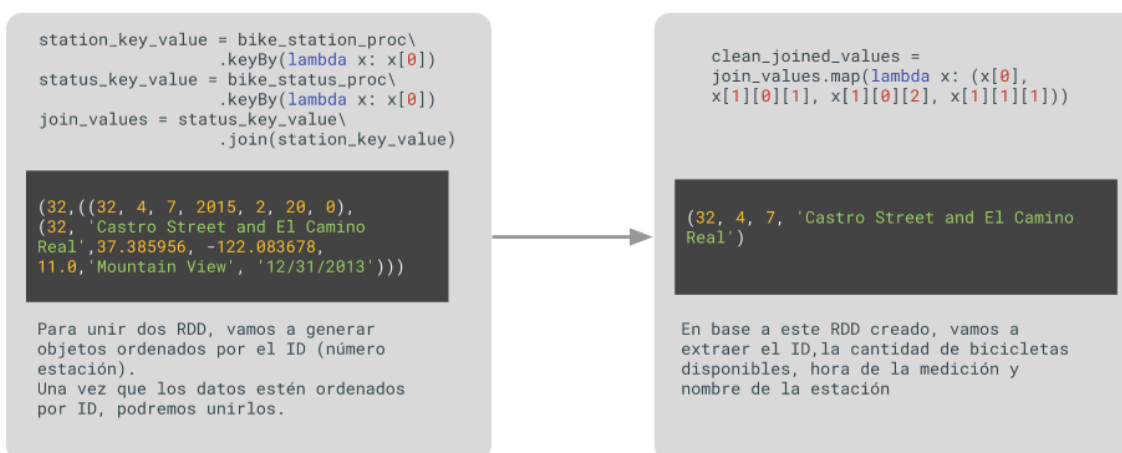 station_key_value = bike_station_proc\
.keyBy(lambda x: x[0])
status_key_value = bike_status_proc\
.keyBy(lambda x: x[0])
join_values = status_key_value\
.join(station_key_value)
(32,((32, 4, 7, 2015, 2, 20, 0),
(32, 'Castro Street and El Camino
Real',37.385956, -122.083678,
11.0,'Mountain View', '12/31/2013')))
Para unir dos RDD, vamos a generar
objetos ordenados por el ID (número
estación).
Una vez que los datos estén ordenados
por ID, podremos unirlos.
clean_joined_values =
join_values.map(lambda x: (x[0],
x[1][0][1], x[1][0][2], x[1][1][1]))
(32, 4, 7, 'Castro Street and El Camino
Real')
En base a este RDD creado, vamos a
extraer el ID,la cantidad de bicicletas
disponibles, hora de la medición y
nombre de la estación